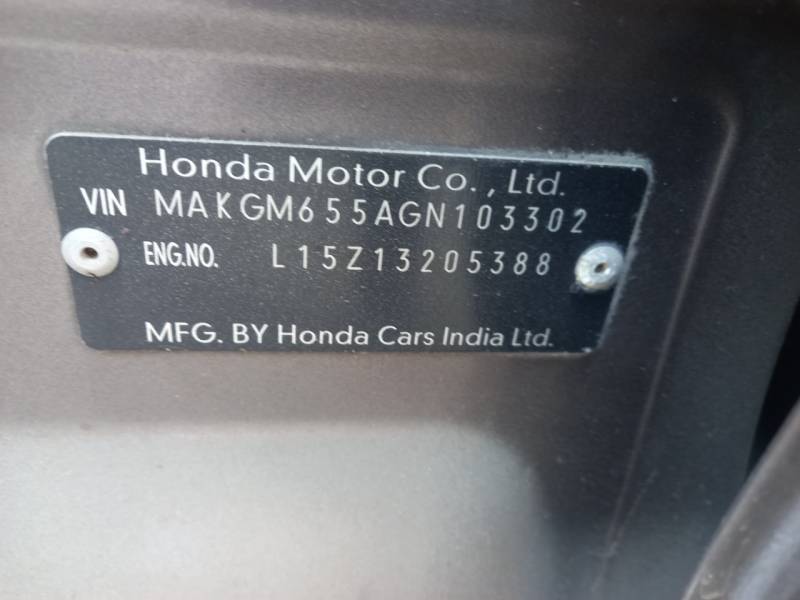 Honda Motor Co., Ltd.
VIN MAKGM655AGN103302
ENG.NO. L15Z13205388
MFG. BY Honda Cars India Ltd.